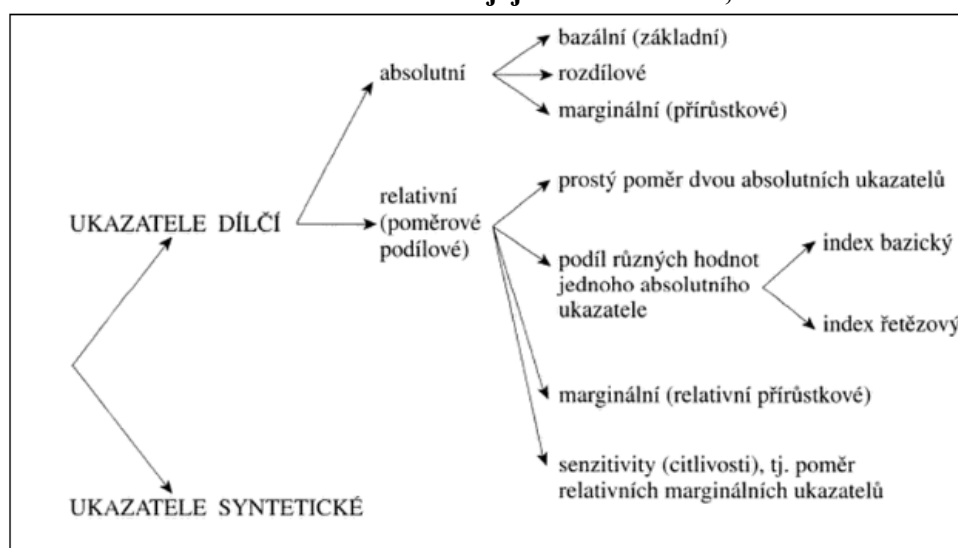 absolutní
bazální (základní)
rozdílové
marginální (přírůstkové)
UKAZATELE DÍLČÍ
relativní
(poměrové
podílové)
prostý poměr dvou absolutních ukazatelů
podíl různých hodnot
jednoho absolutního
ukazatele
index bazický
index řetězový
marginální (relativní přírůstkové)
senzitivity (citlivosti), tj. poměr
relativních marginálních ukazatelů
UKAZATELE SYNTETICKÉ